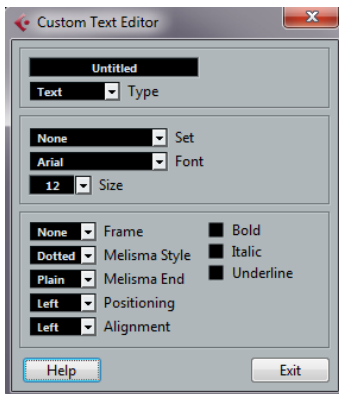 Custom Text Editor
Untitled
Text Type
None Set
Arial Font
12 Size
None Frame Bold
Dotted Melisma Style Italic
Plain Melisma End Underline
Left Positioning
Left Alignment
Help Exit